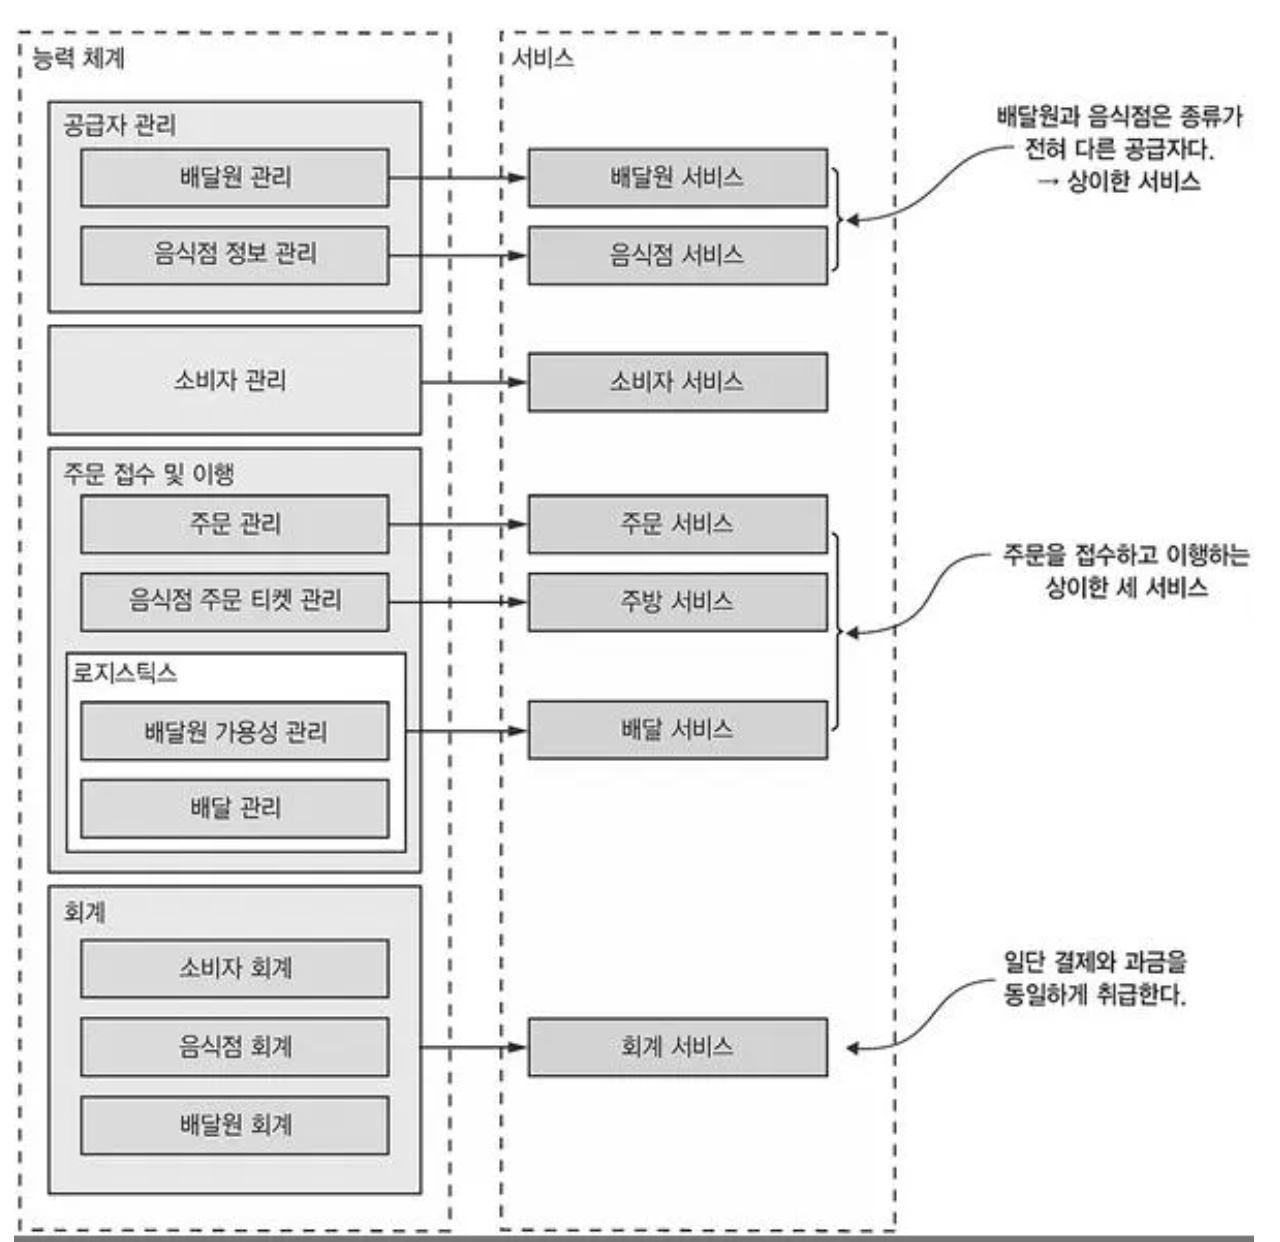 능력 체계
공급자 관리
배달원 관리
음식점 정보 관리
소비자 관리
주문 접수 및 이행
주문 관리
음식점 주문 티켓 관리
로지스틱스
배달원 가용성 관리
배달 관리
회계
소비자 회계
음식점 회계
배달원 회계
서비스
배달원 서비스
음식점 서비스
소비자 서비스
주문 서비스
주방 서비스
배달 서비스
회계 서비스
배달원과 음식점은 종류가
전혀 다른 공급자다.
→ 상이한 서비스
주문을 접수하고 이행하는
상이한 세 서비스
일단 결제와 과금을
동일하게 취급한다.